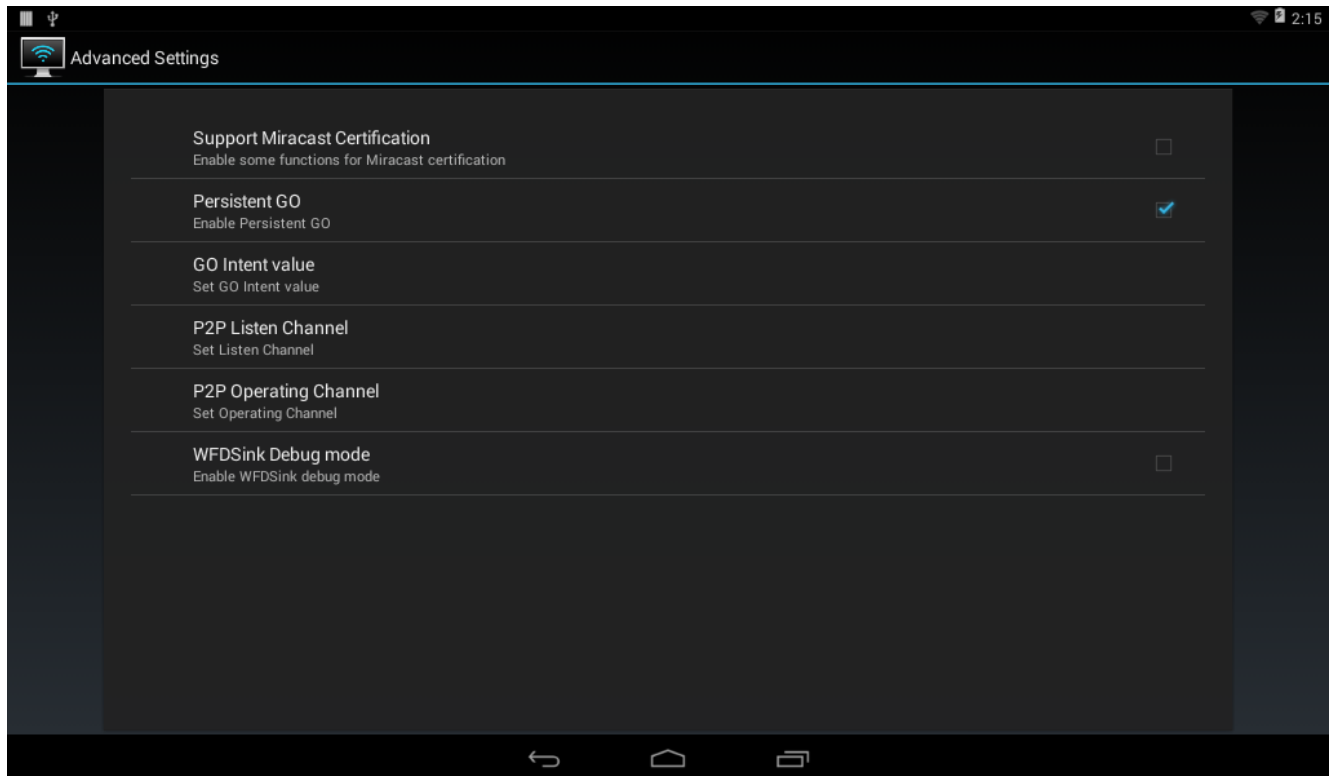 2:15
Advanced Settings
Support Miracast Certification
Enable some functions for Miracast certification
Persistent GO
Enable Persistent GO
GO Intent value
Set GO Intent value
P2P Listen Channel
Set Listen Channel
P2P Operating Channel
Set Operating Channel
WFDSink Debug mode
Enable WFDSink debug mode